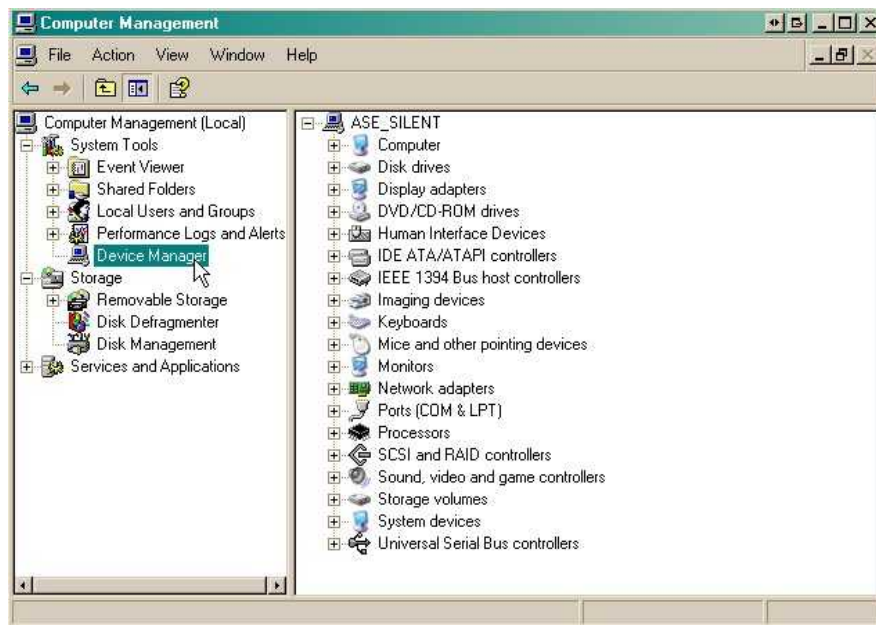 Computer Management
File Action View Window Help
Computer Management (Local)
System Tools
Event Viewer
Shared Folders
Local Users and Groups
Performance Logs and Alerts
Device Manager
Storage
Removable Storage
Disk Defragmenter
Disk Management
Services and Applications
ASE_SILENT
Computer
Disk drives
Display adapters
DVD/CD-ROM drives
Human Interface Devices
IDE ATA/ATAPI controllers
IEEE 1394 Bus host controllers
Imaging devices
Keyboards
Mice and other pointing devices
Monitors
Network adapters
Ports (COM & LPT)
Processors
SCSI and RAID controllers
Sound, video and game controllers
Storage volumes
System devices
Universal Serial Bus controllers